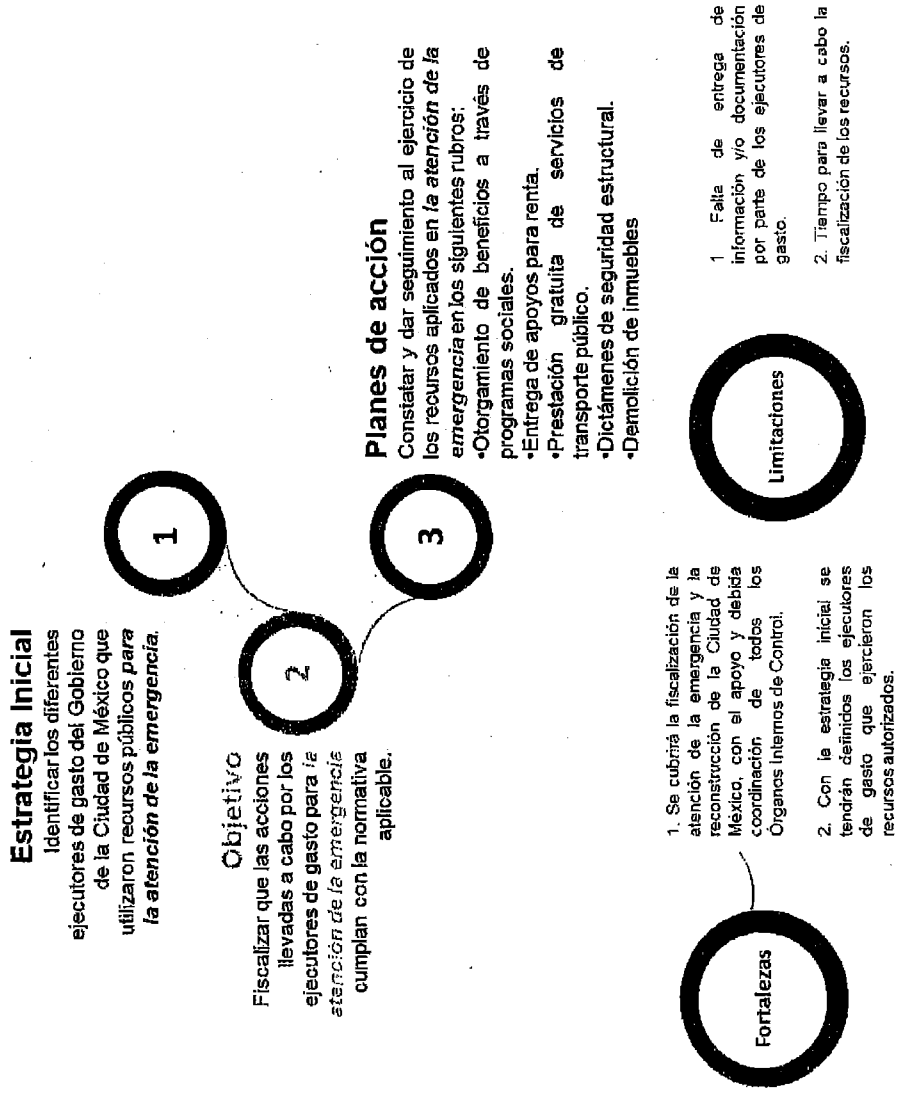 Estrategia Inicial
Identificar los diferentes
ejecutores de gasto del Gobierno
de la Ciudad de México que
utilizaron recursos públicos para
la atención de la emergencia.
1
2
Objetivo
Fiscalizar que las acciones
llevadas a cabo por los
ejecutores de gasto para la
atención de la emergencia
cumplan con la normativa
aplicable.
3
Planes de acción
Constatar y dar seguimiento al ejercicio de
los recursos aplicados en la atención de la
emergencia en los siguientes rubros:
•Otorgamiento de beneficios a través de
programas sociales.
•Entrega de apoyos para renta.
•Prestación gratuita de servicios de
transporte público.
•Dictámenes de seguridad estructural.
•Demolición de inmuebles
Fortalezas
1. Se cubrirá la fiscalización de la
atención de la emergencia y la
reconstrucción de la Ciudad de
México, con el apoyo y debida
coordinación de todos los
Órganos Internos de Control.
2. Con la estrategia inicial se
tendrán definidos los ejecutores
de gasto que ejercieron los
recursos autorizados.
Limitaciones
1 Falta de entrega de
información y/o documentación
por parte de los ejecutores de
gasto.
2. Tiempo para llevar a cabo la
fiscalización de los recursos.